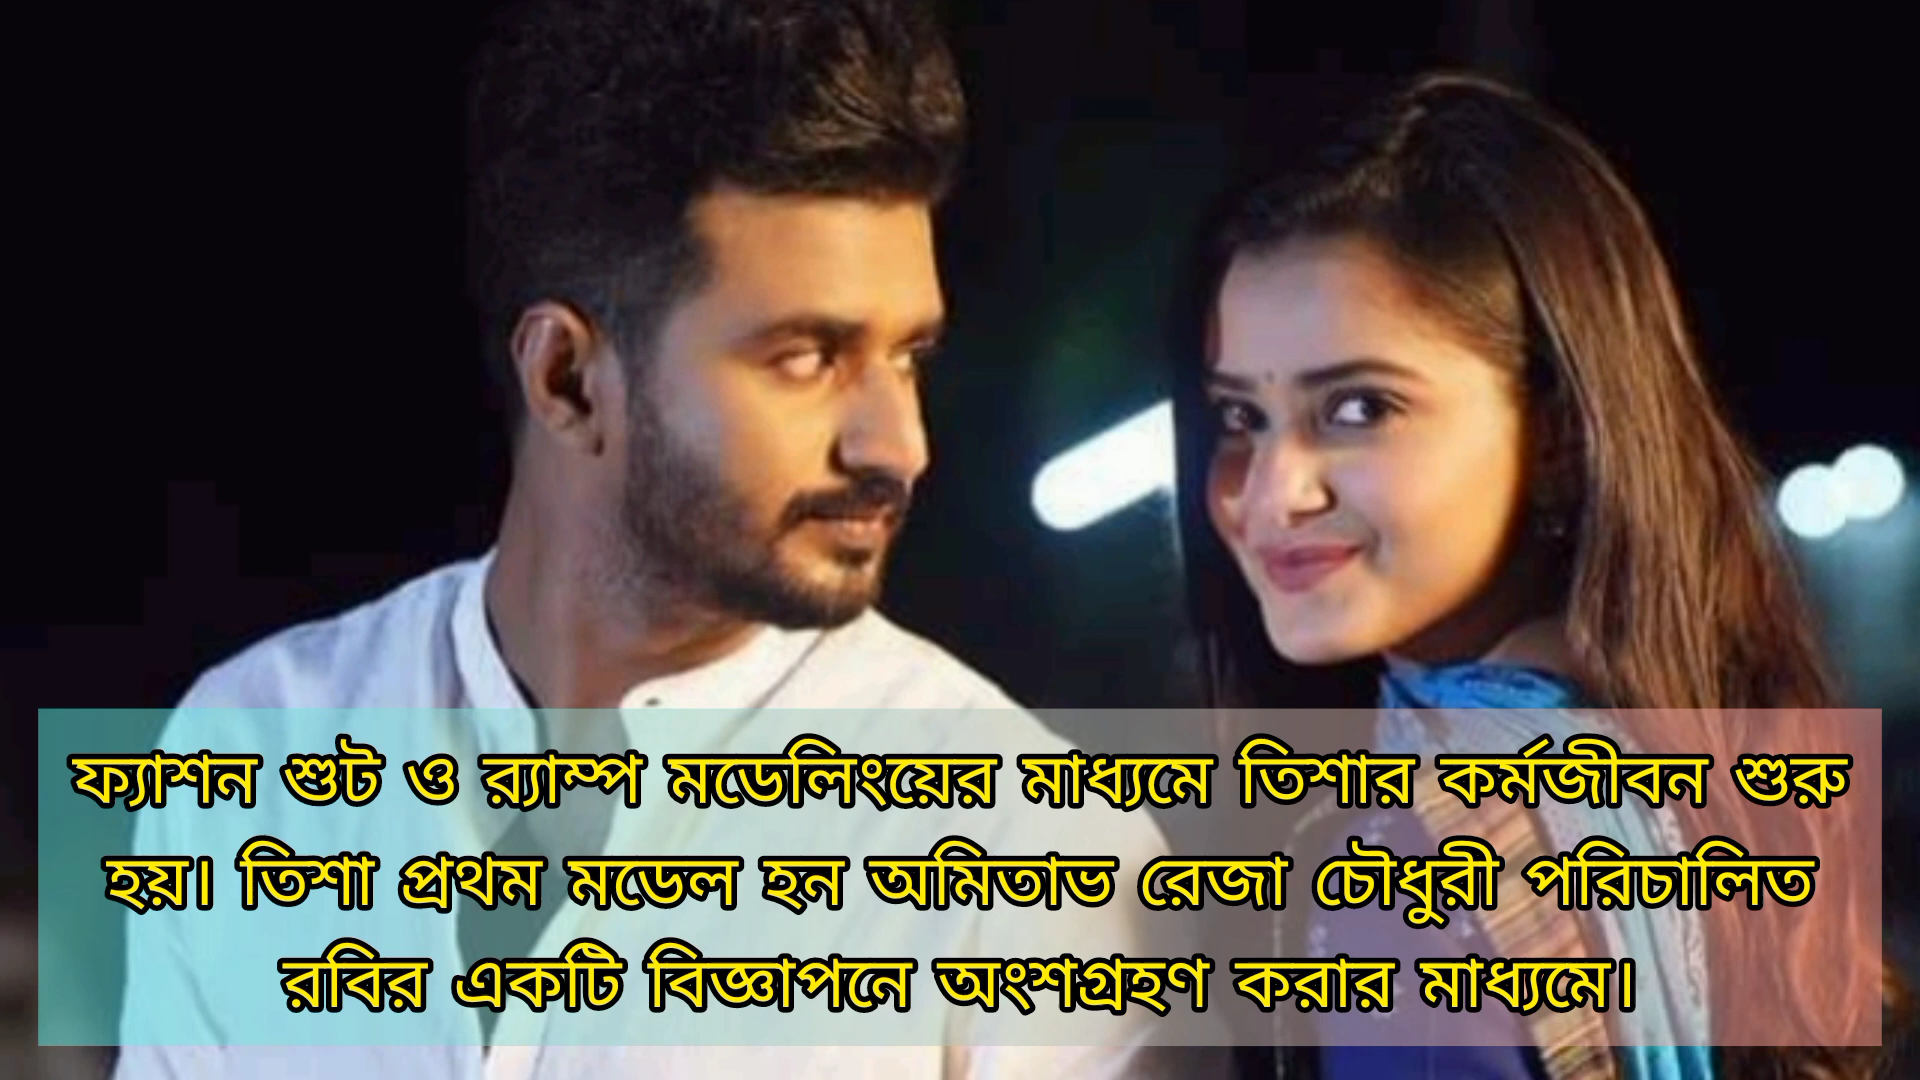 ফ্যাশন শুট ও র‍্যাম্প মডেলিংয়ের মাধ্যমে তিশার কর্মজীবন শুরু
হয়। তিশা প্রথম মডেল হন অমিতাভ রেজা চৌধুরী পরিচালিত
রবির একটি বিজ্ঞাপনে অংশগ্রহণ করার মাধ্যমে।